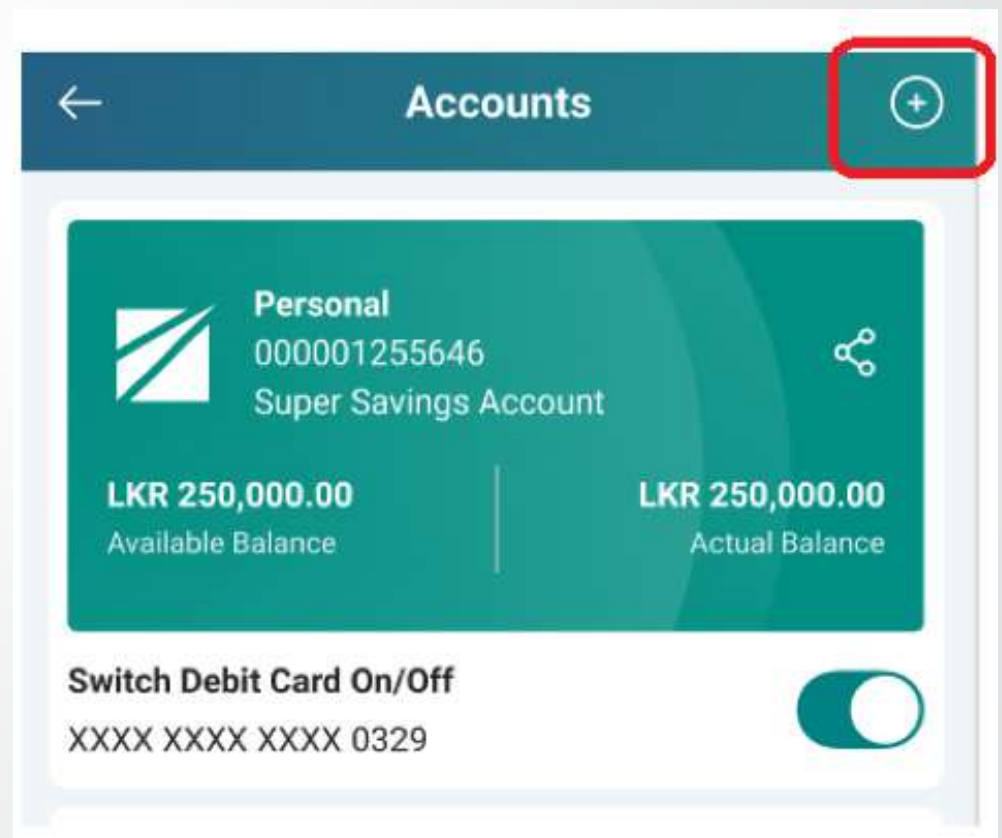 Accounts
Personal
000001255646
Super Savings Account
LKR 250,000.00 LKR 250,000.00
Available Balance Actual Balance
Switch Debit Card On/Off
XXXX XXXX XXXX 0329